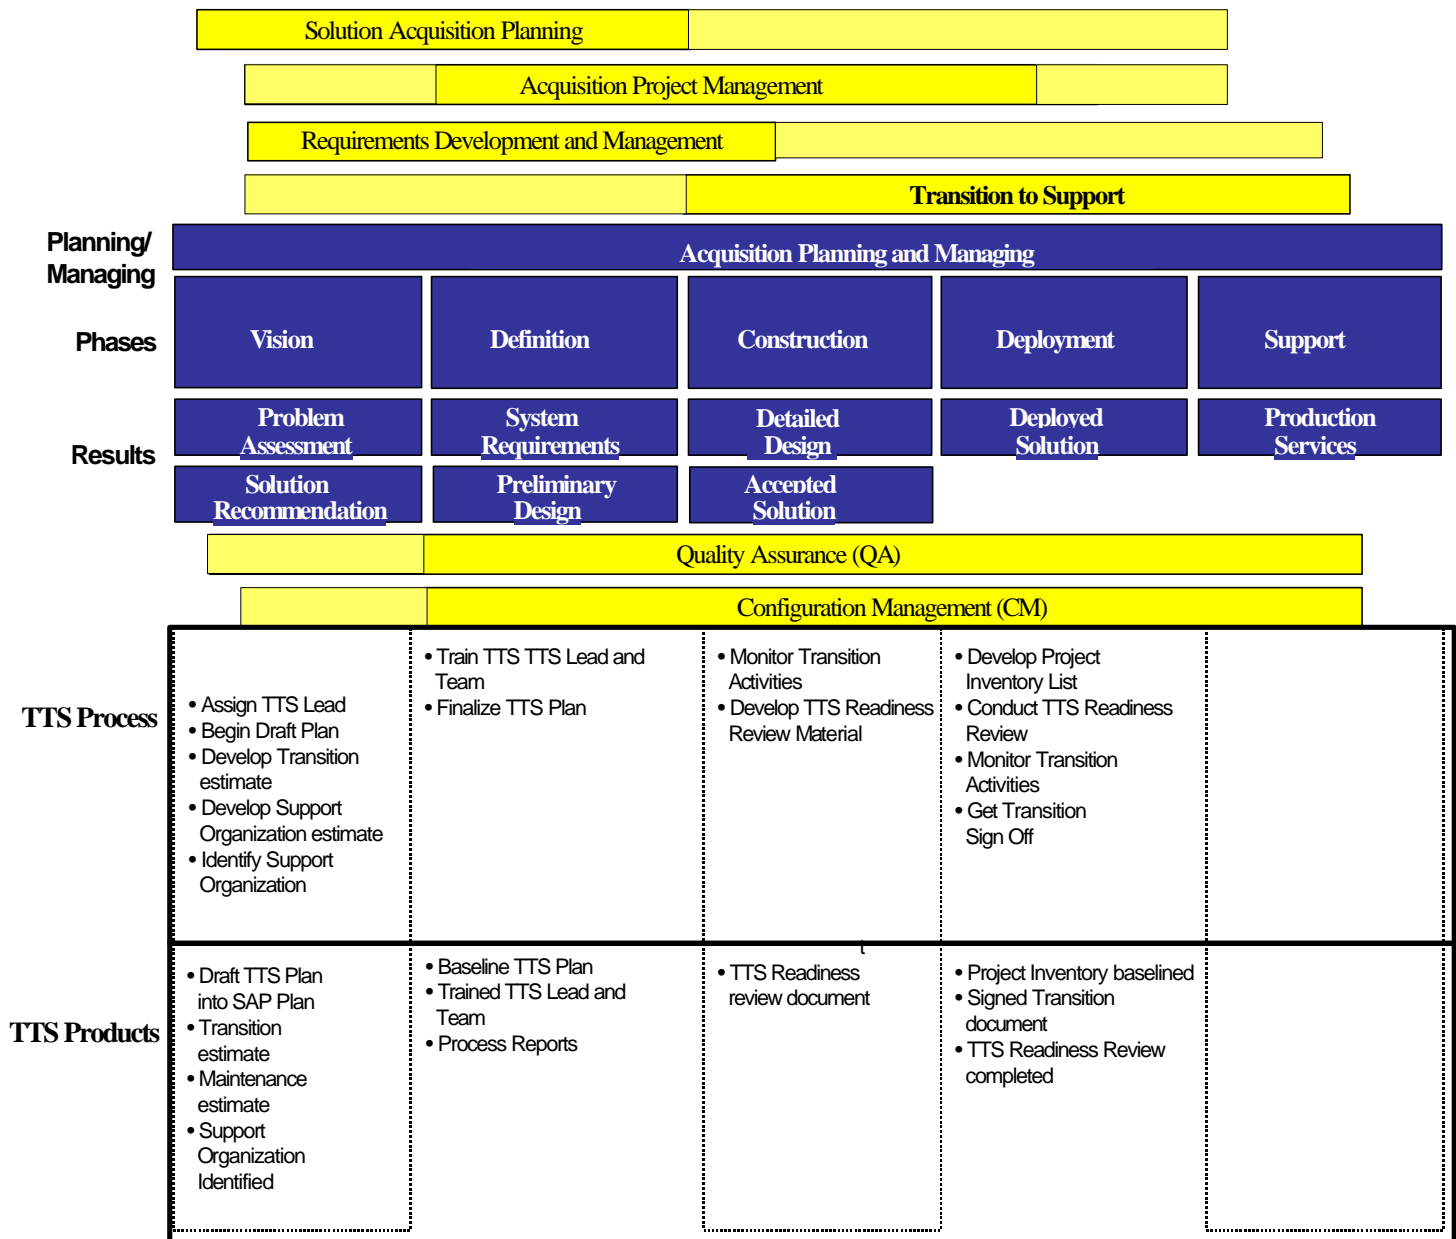 Solution Acquisition Planning
Acquisition Project Management
Requirements Development and Management
Transition to Support
Planning/
Managing
Acquisition Planning and Managing
Phases
Vision
Definition
Construction
Deployment
Support
Results
Problem
Assessment
System
Requirements
Detailed
Design
Deployed
Solution
Production
Services
Solution
Recommendation
Preliminary
Design
Accepted
Solution
Quality Assurance (QA)
Configuration Management (CM)
TTS Process
• Assign TTS Lead
• Begin Draft Plan
• Develop Transition
estimate
• Develop Support
Organization estimate
• Identify Support
Organization
• Train TTS TTS Lead and
Team
• Finalize TTS Plan
• Monitor Transition
Activities
• Develop TTS Readiness
Review Material
• Develop Project
Inventory List
• Conduct TTS Readiness
Review
• Monitor Transition
Activities
• Get Transition
Sign Off
TTS Products
• Draft TTS Plan
into SAP Plan
• Transition
estimate
• Maintenance
estimate
• Support
Organization
Identified
• Baseline TTS Plan
• Trained TTS Lead and
Team
• Process Reports
t
• TTS Readiness
review document
• Project Inventory baselined
• Signed Transition
document
• TTS Readiness Review
completed